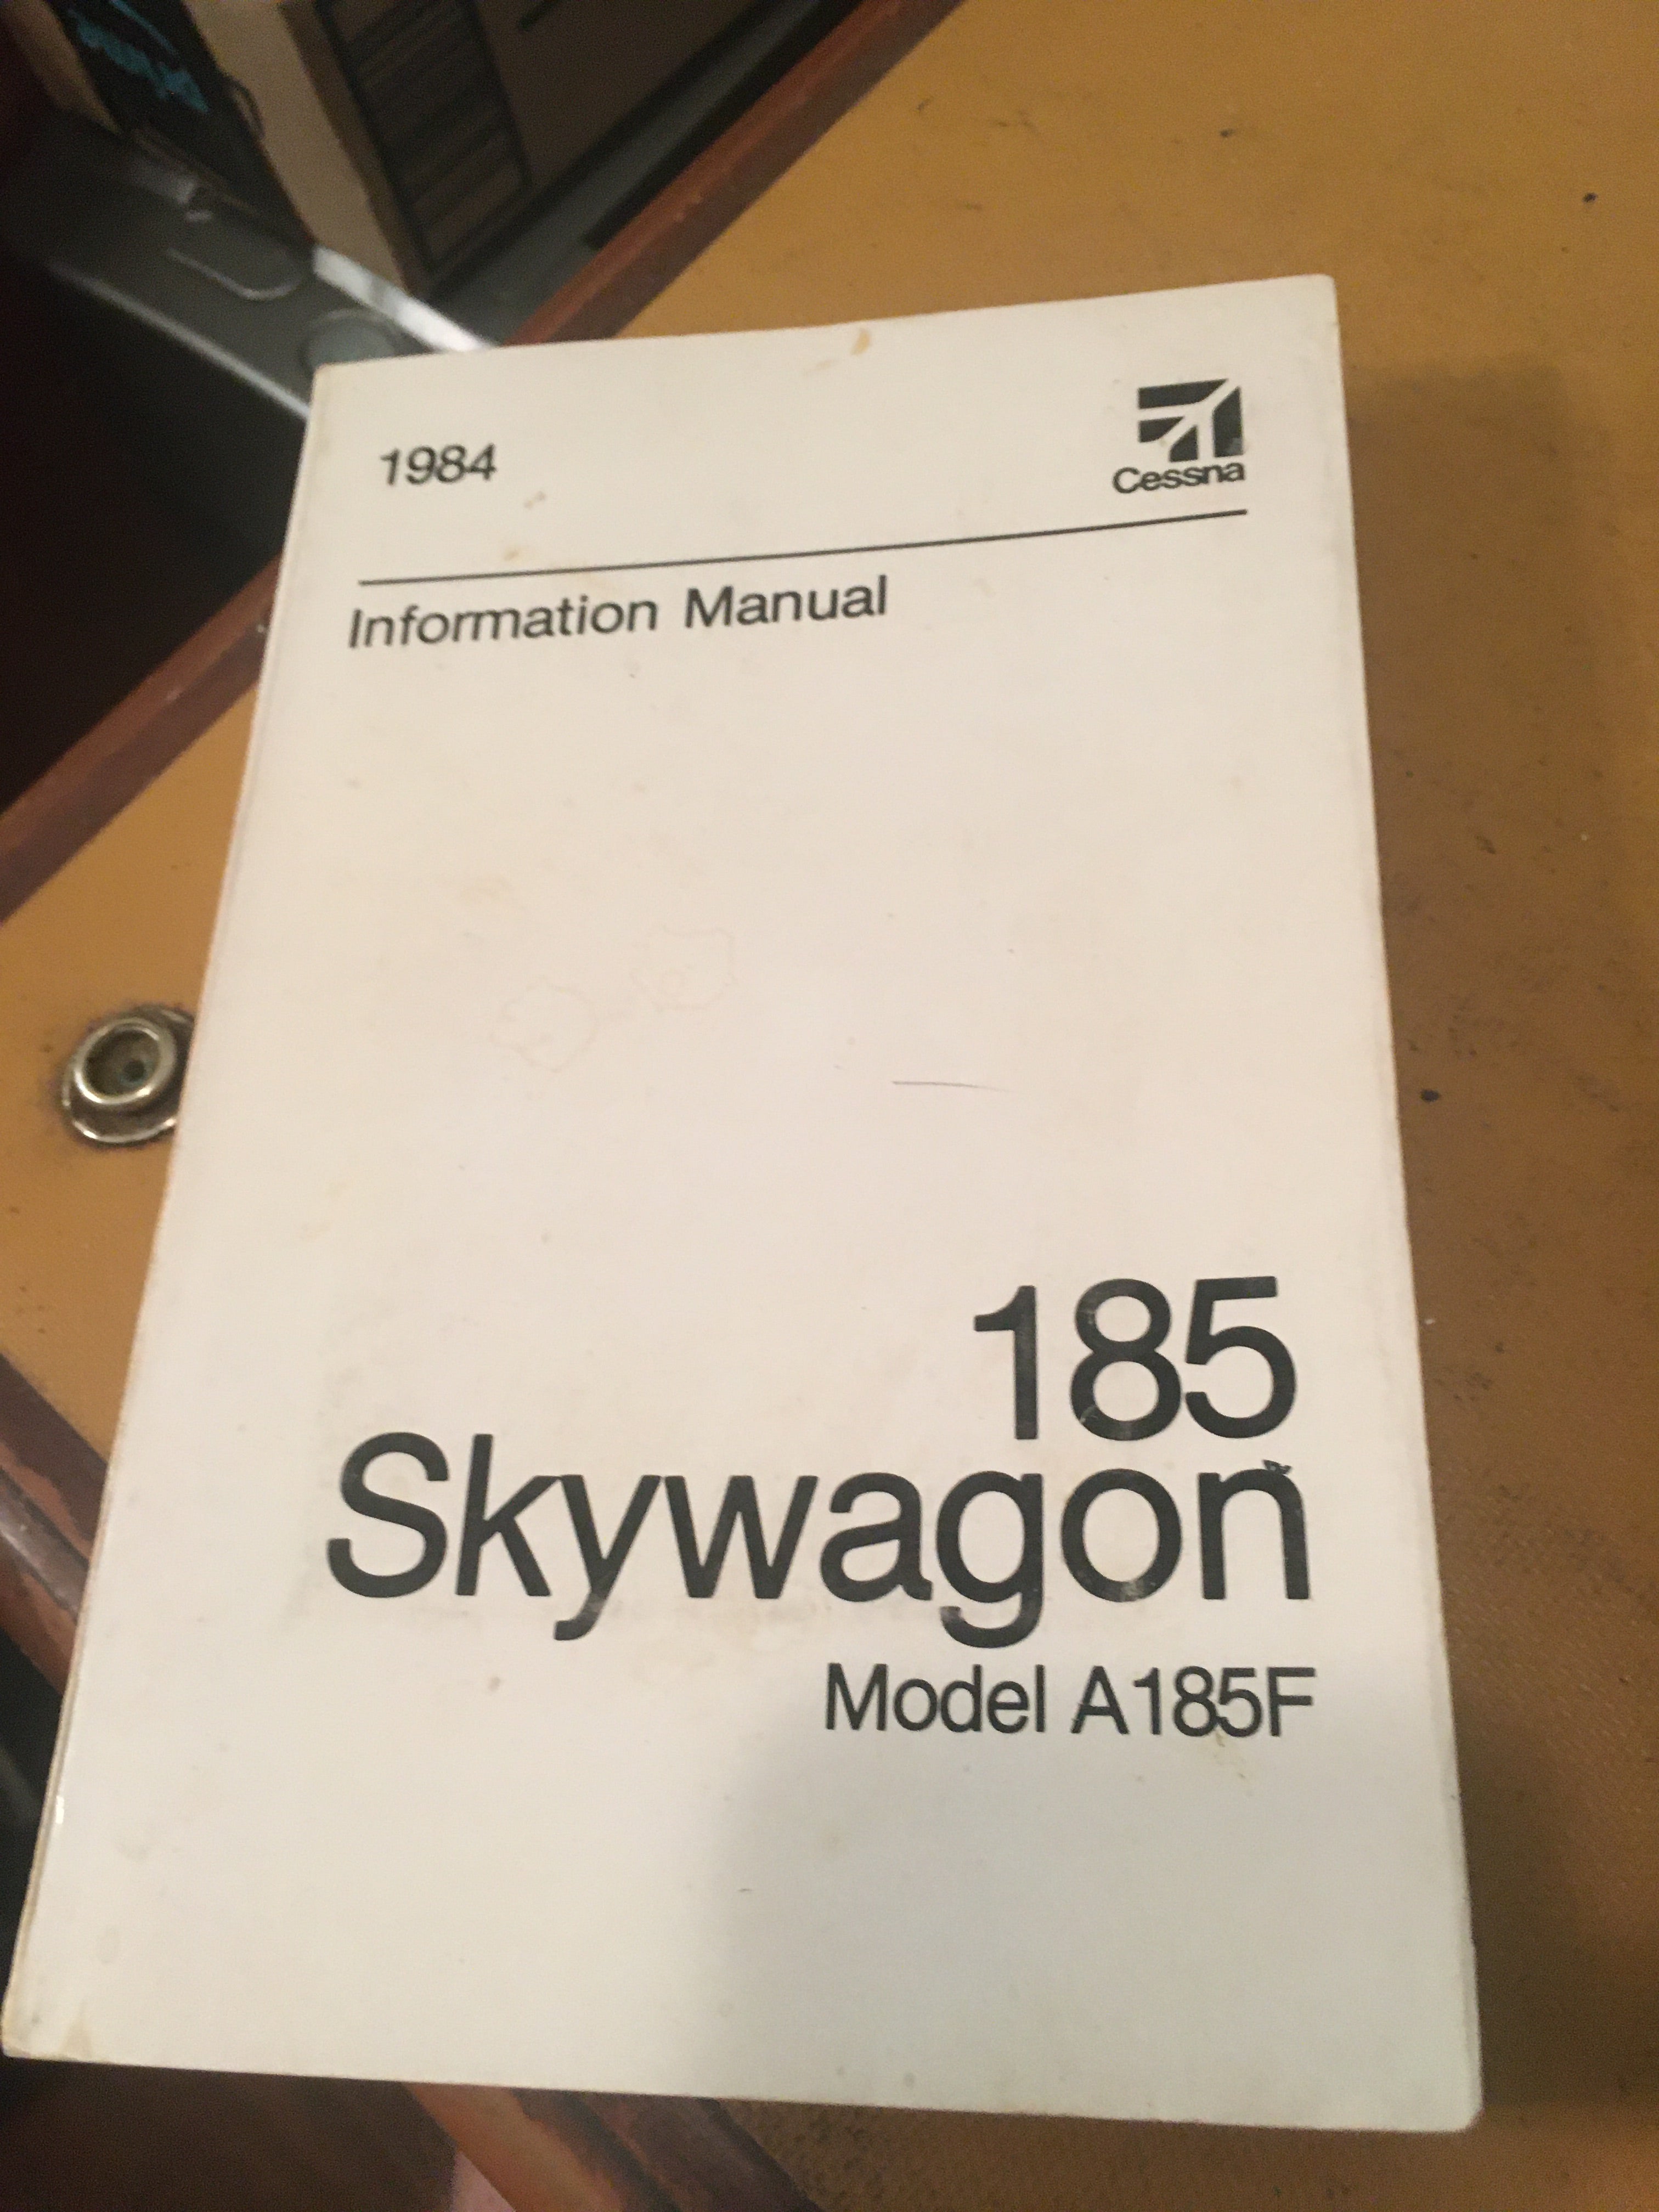 1984
Cessna
Information Manual
185
Skywagon
Model A185F